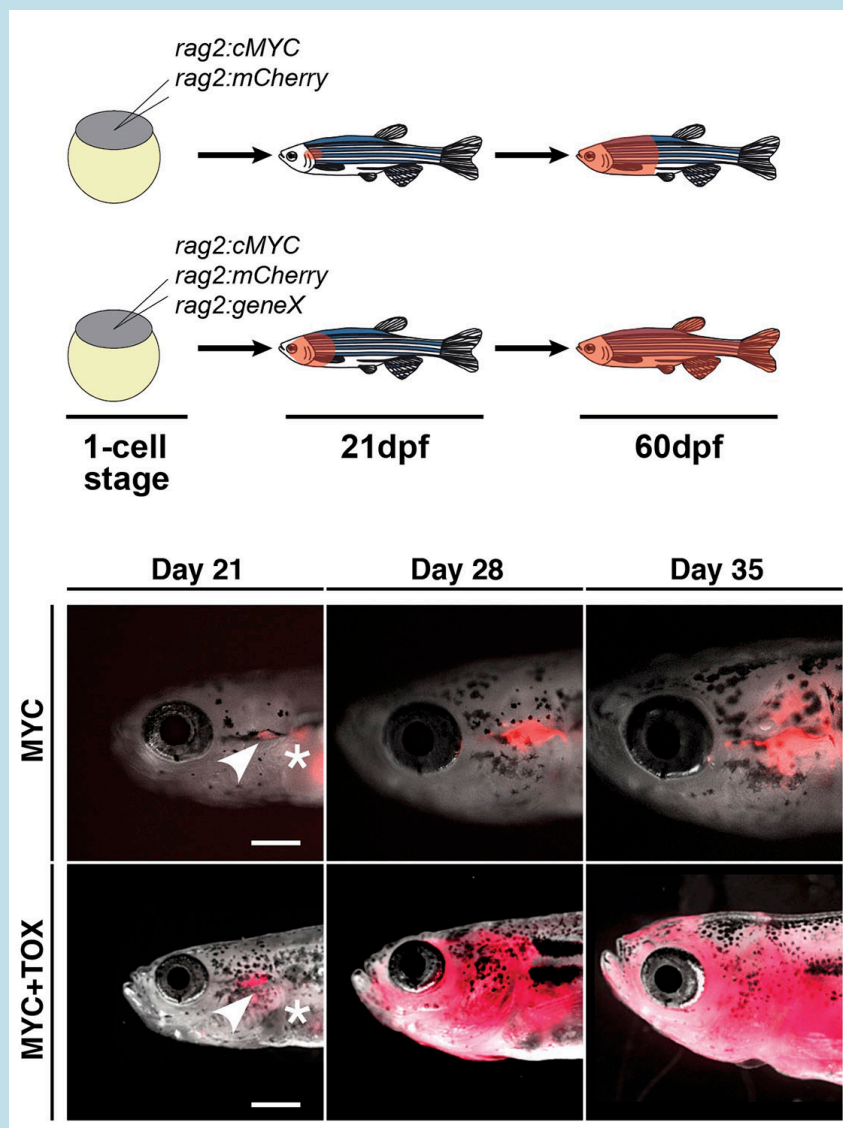 rag2:cMYC
rag2:mCherry
rag2:cMYC
rag2:mCherry
rag2:geneX
1-cell
stage
21dpf
60dpf
Day 21
Day 28
Day 35
MYC
*
MYC+TOX
*